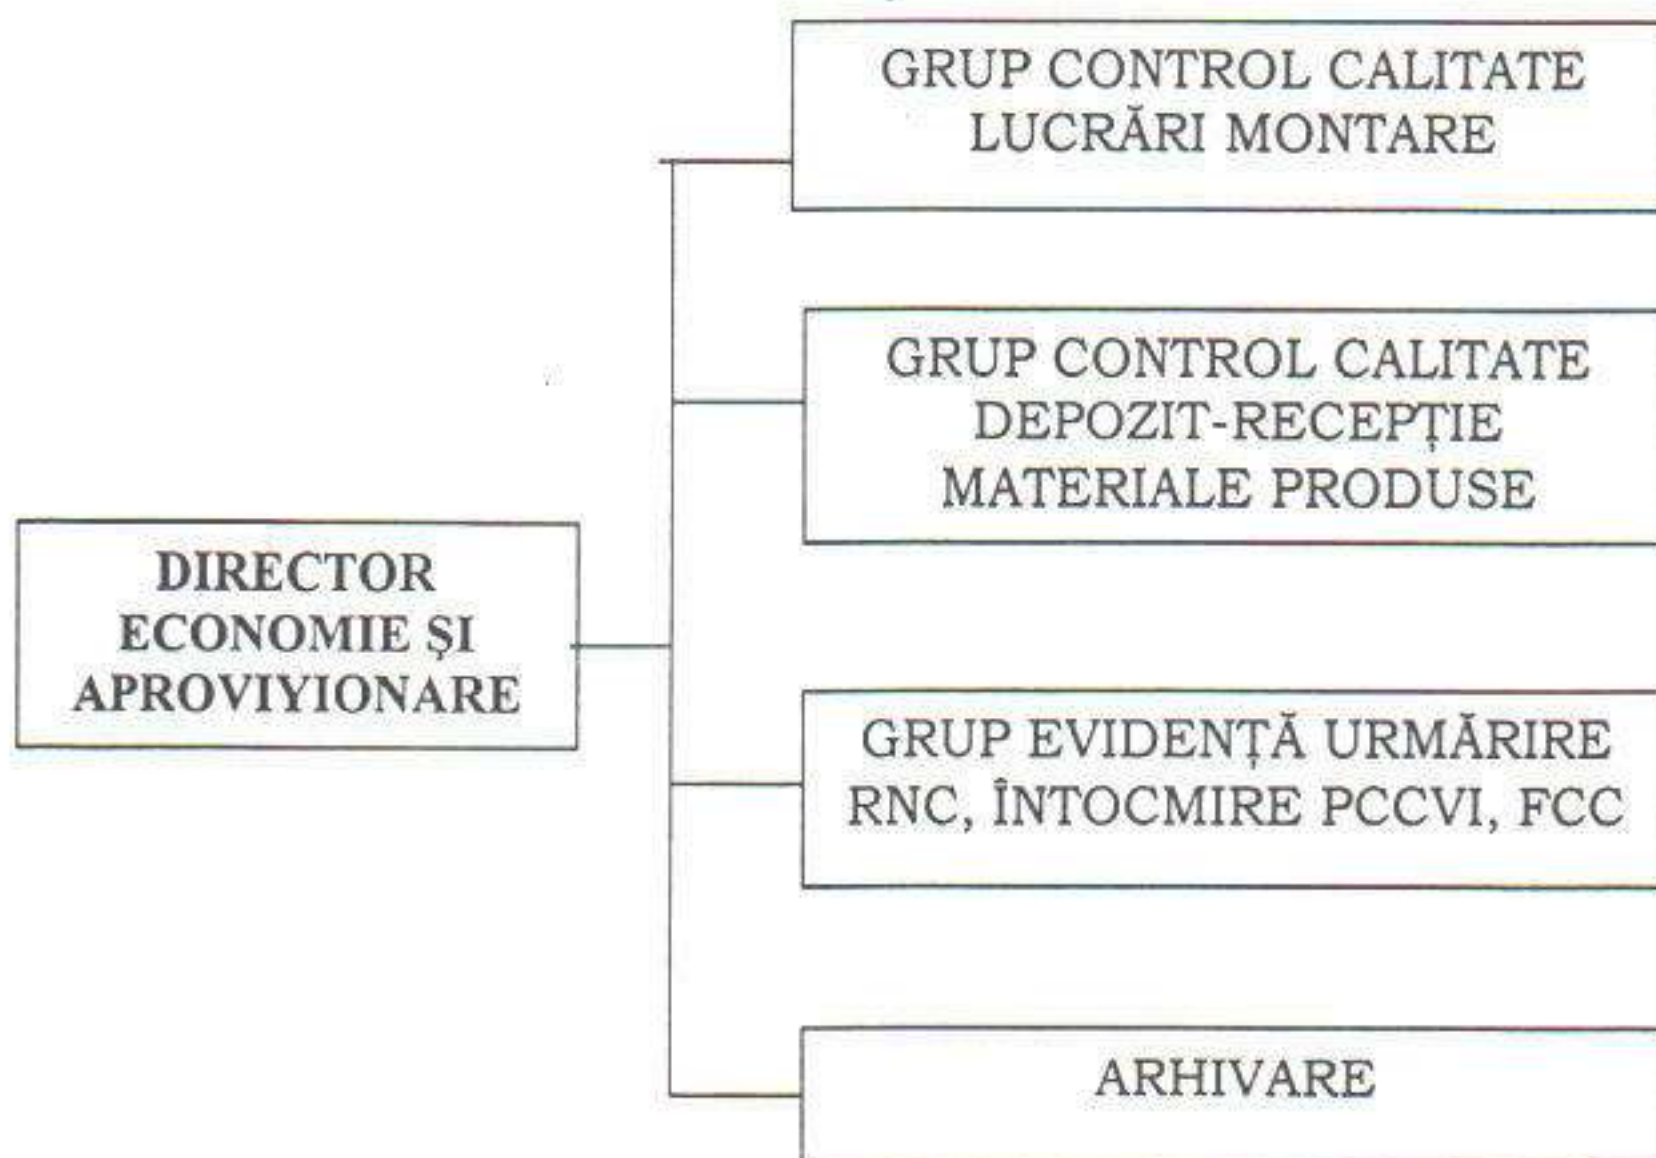 GRUP CONTROL CALITATE
LUCRĂRI MONTARE
GRUP CONTROL CALITATE
DEPOZIT-RECEPȚIE
MATERIALE PRODUSE
DIRECTOR
ECONOMIE ŞI
APROVIYIONARE
GRUP EVIDENȚĂ URMĂRIRE
RNC, ÎNTOCMIRE PCCVI, FCC
ARHIVARE